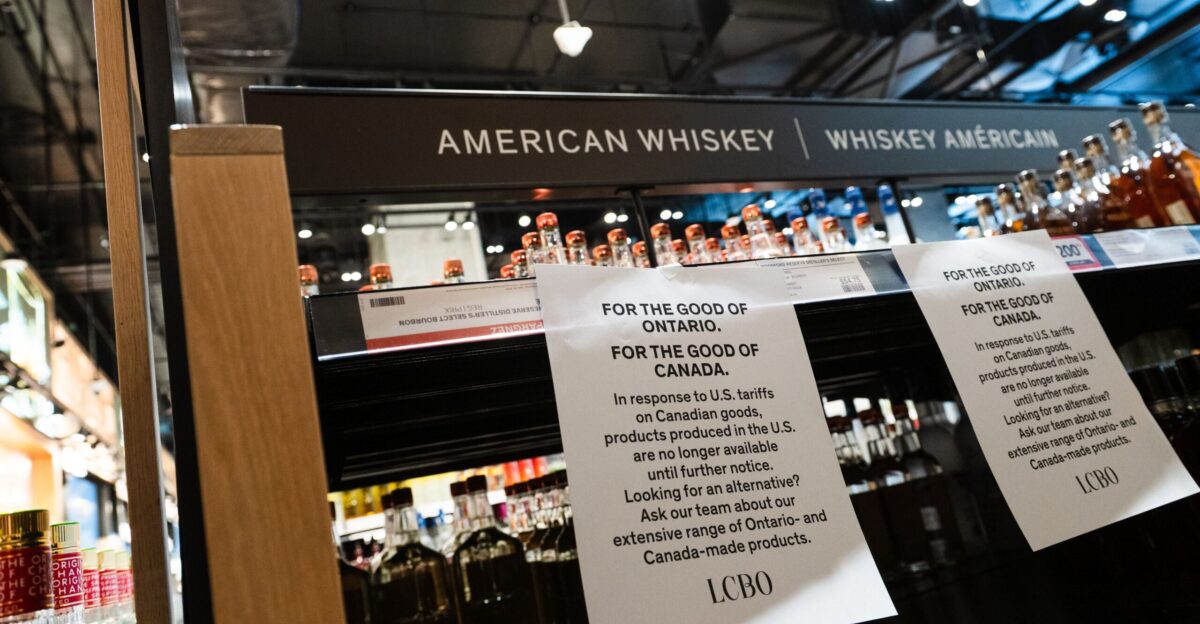 AMERICAN WHISKEY | WHISKEY AMÉRICAIN
RESERVE DISTILLER'S SELECT BOURBON
200
FOR THE GOOD OF
ONTARIO.
FOR THE GOOD OF
CANADA.
In response to U.S. tariffs
on Canadian goods,
products produced in the U.S.
are no longer available
until further notice.
Looking for an alternative?
Ask our team about our
extensive range of Ontario- and
Canada-made products.
LCBO
FOR THE GOOD OF
ONTARIO.
FOR THE GOOD OF
CANADA.
In response to U.S. tariffs
on Canadian goods,
products produced in the U.S.
are no longer available
until further notice.
Looking for an alternative?
Ask our team about our
extensive range of Ontario- and
Canada-made products.
LCBO